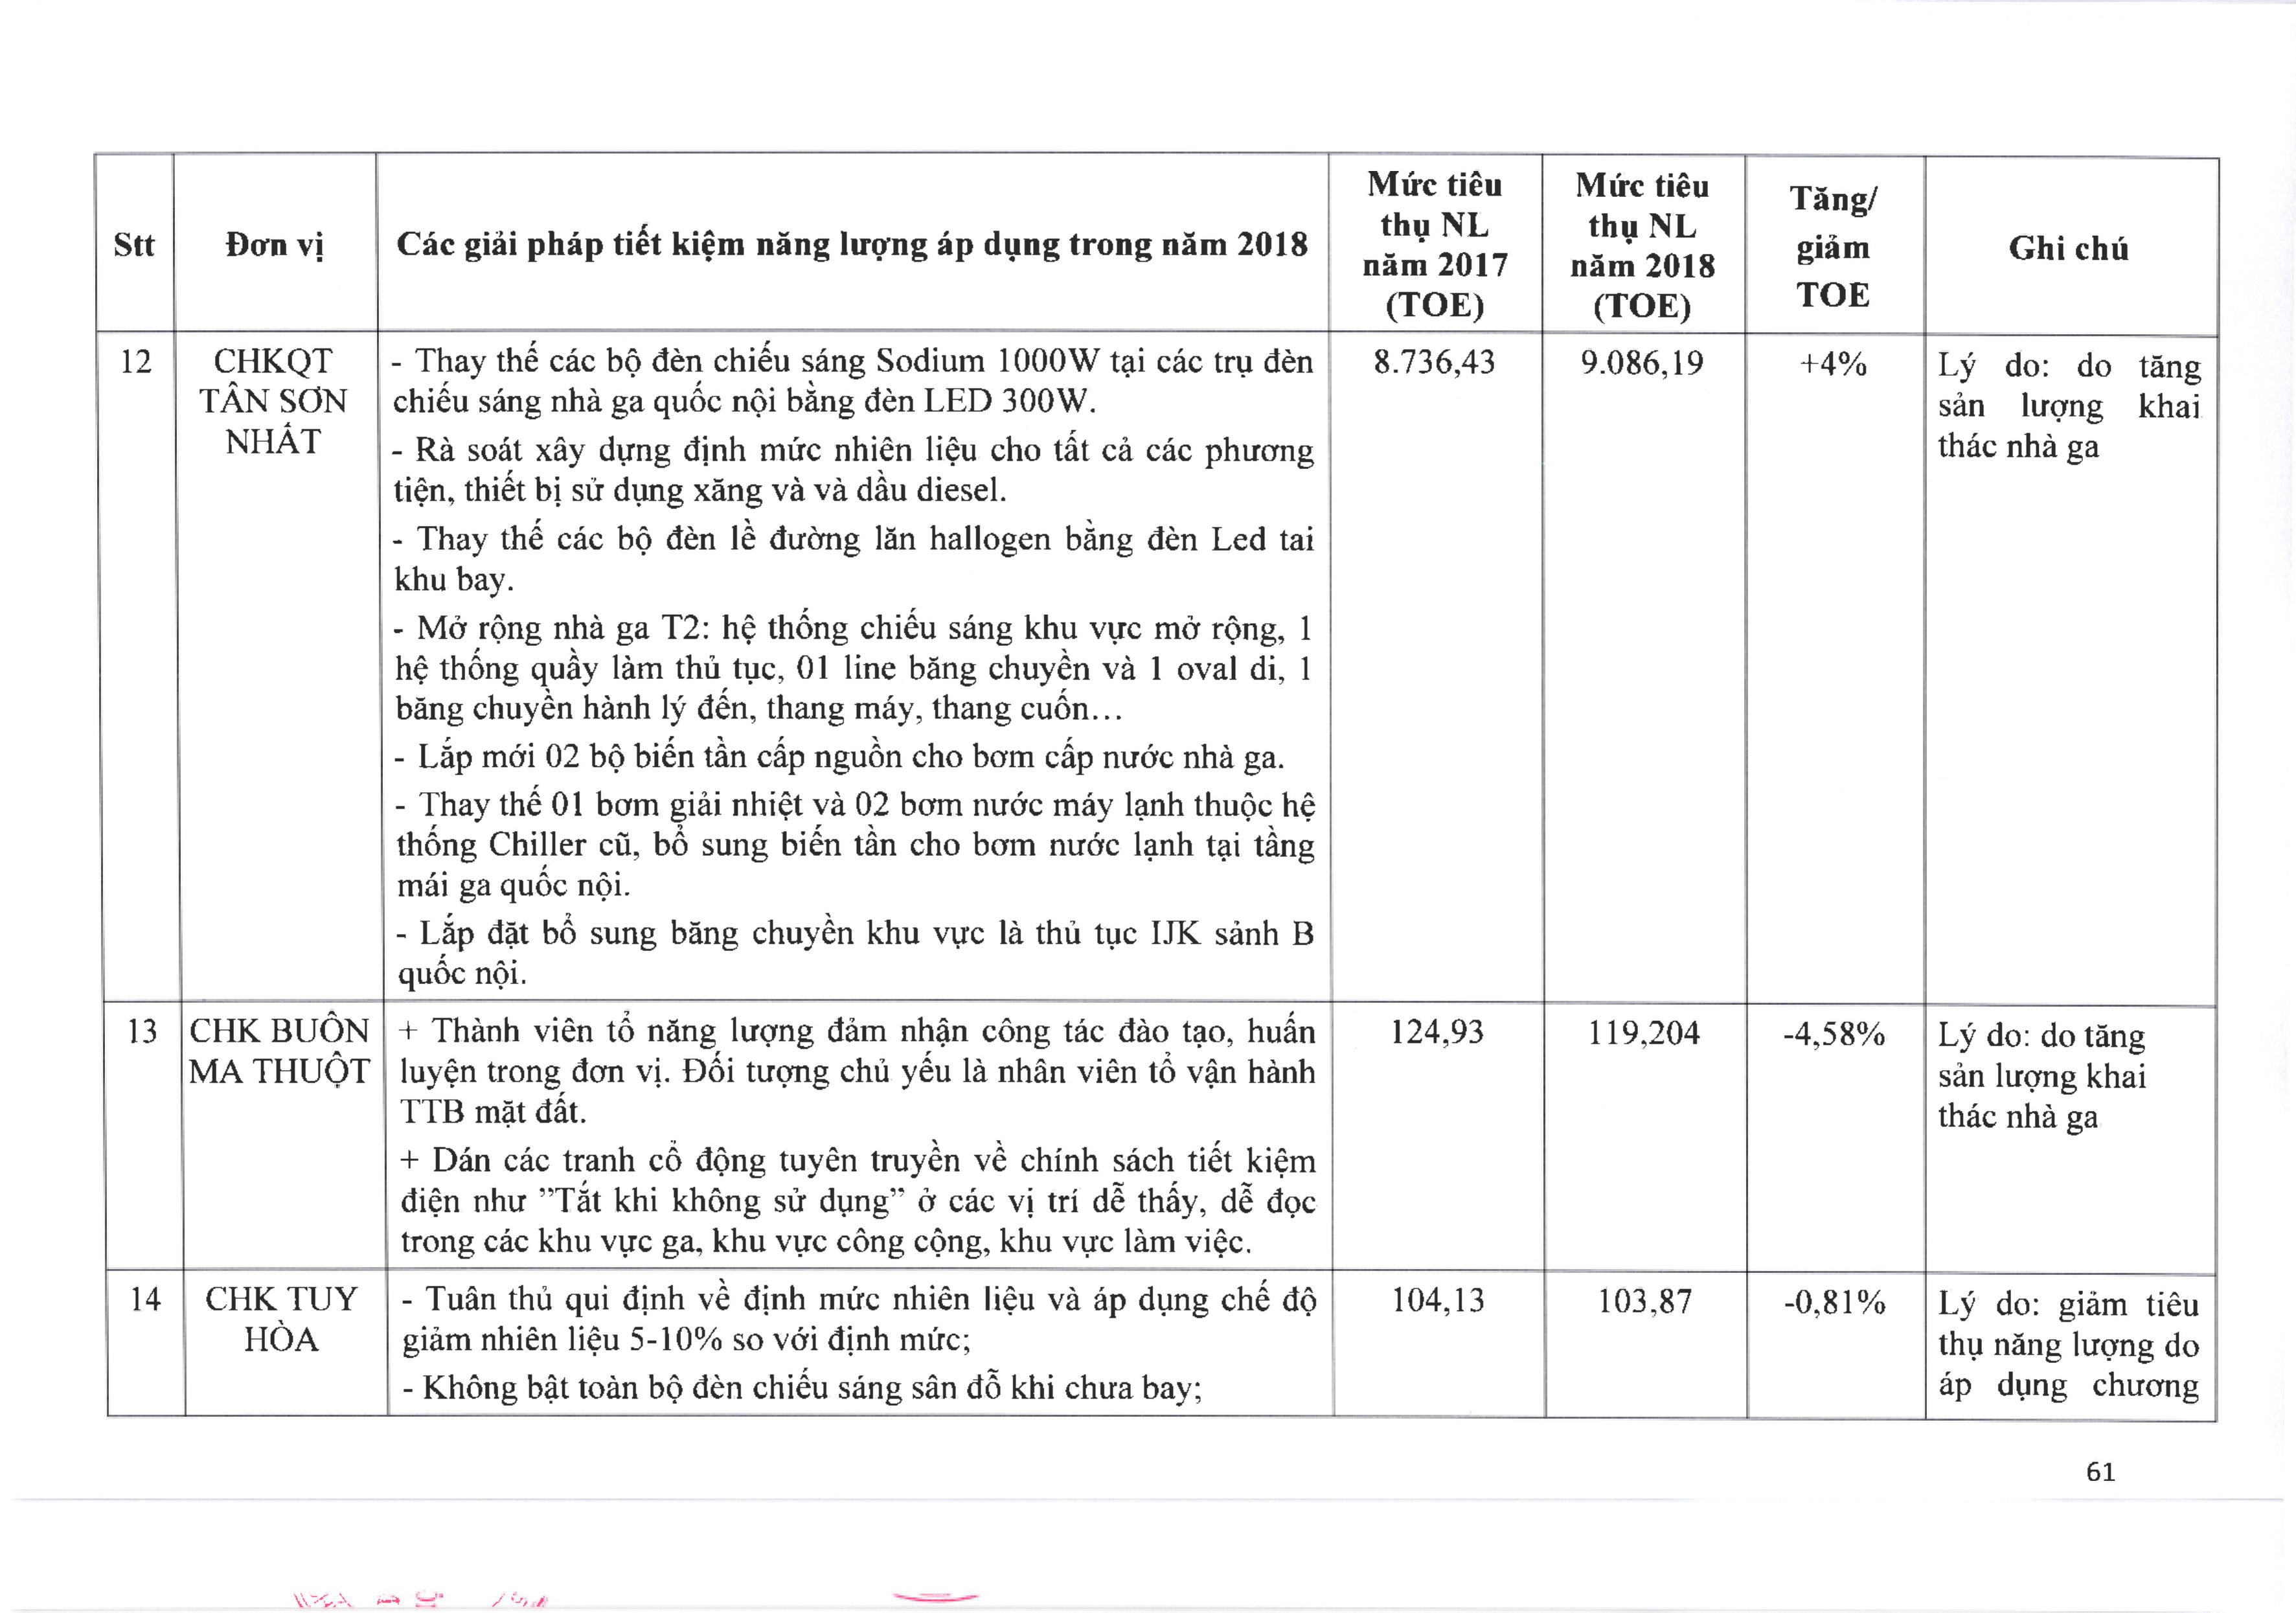 Stt
Đơn vị
Các giải pháp tiết kiệm năng lượng áp dụng trong năm 2018
Mức tiêu
thụ NL
năm 2017
(TOE)
Mức tiêu
thụ NL
năm 2018
(TOE)
Tăng/
giảm
TOE
Ghi chú
12
CHKQT
TÂN SƠN
NHẤT
- Thay thế các bộ đèn chiếu sáng Sodium 1000W tại các trụ đèn
chiếu sáng nhà ga quốc nội bằng đèn LED 300W.
- Rà soát xây dựng định mức nhiên liệu cho tất cả các phương
tiện, thiết bị sử dụng xăng và và dầu diesel.
- Thay thế các bộ đèn lề đường lăn hallogen bằng đèn Led tai
khu bay.
- Mở rộng nhà ga T2: hệ thống chiếu sáng khu vực mở rộng, 1
hệ thống quầy làm thủ tục, 01 line băng chuyền và 1 oval di, 1
băng chuyền hành lý đến, thang máy, thang cuốn...
- Lắp mới 02 bộ biến tần cấp nguồn cho bơm cấp nước nhà ga.
- Thay thế 01 bơm giải nhiệt và 02 bơm nước máy lạnh thuộc hệ
thống Chiller cũ, bổ sung biến tần cho bơm nước lạnh tại tầng
mái ga quốc nội.
- Lắp đặt bổ sung băng chuyền khu vực là thủ tục IJK sảnh B
quốc nội.
8.736,43
9.086,19
+4%
Lý do: do tăng
sản lượng khai
thác nhà ga
13
CHK BUÔN
MA THUỘT
+ Thành viên tổ năng lượng đảm nhận công tác đào tạo, huấn
luyện trong đơn vị. Đối tượng chủ yếu là nhân viên tổ vận hành
TTB mặt đất.
+ Dán các tranh cổ động tuyên truyền về chính sách tiết kiệm
điện như ”Tắt khi không sử dụng” ở các vị trí dễ thấy, dễ đọc
trong các khu vực ga, khu vực công cộng, khu vực làm việc.
124,93
119,204
-4,58%
Lý do: do tăng
sản lượng khai
thác nhà ga
14
CHK TUY
HÒA
- Tuân thủ qui định về định mức nhiên liệu và áp dụng chế độ
giảm nhiên liệu 5-10% so với định mức;
- Không bật toàn bộ đèn chiếu sáng sân đỗ khi chưa bay;
104,13
103,87
-0,81%
Lý do: giảm tiêu
thụ năng lượng do
áp dụng chương
61